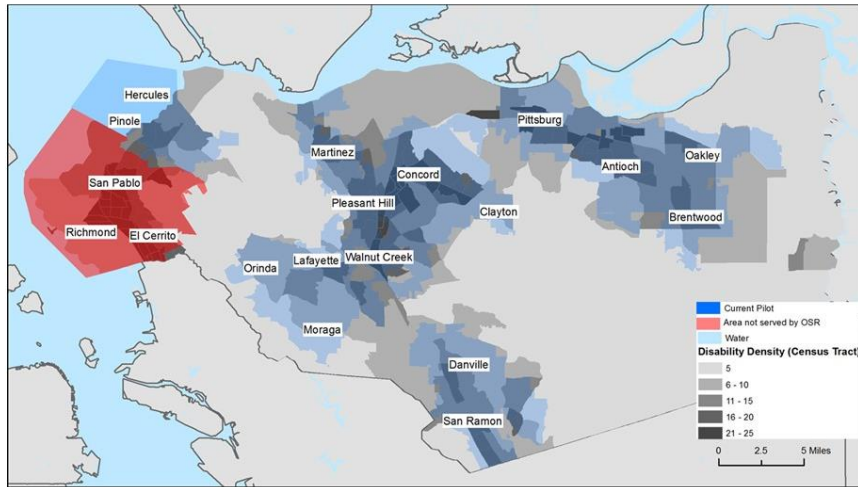 Hercules
Pinole
San Pablo
Richmond
El Cerrito
Martinez
Concord
Pleasant Hill
Clayton
Pittsburg
Antioch
Oakley
Brentwood
Orinda
Lafayette
Walnut Creek
Moraga
Danville
San Ramon
Current Pilot
Area not served by OSR
Water
Disability Density (Census Tract)
5
6 - 10
11 - 15
16 - 20
21 - 25
0 2.5 5 Miles